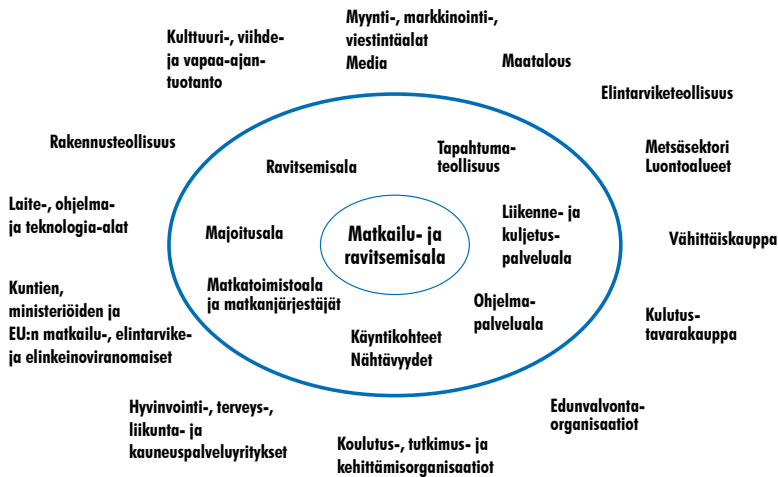 Kulttuuri-, viihde-
ja vapaa-ajan-
tuotanto
Myynti-, markkinointi-,
viestintäalat
Media
Maatalous
Elintarviketeollisuus
Rakennusteollisuus
Ravitsemisala
Tapahtuma-
teollisuus
Metsäsektori
Luontoalueet
Laite-, ohjelma-
ja teknologia-alat
Majoitusala
Matkailu- ja
ravitsemisala
Liikenne- ja
kuljetus-
palveluala
Vähittäiskauppa
Kuntien,
ministeriöiden ja
EU:n matkailu-, elintarvike-
ja elinkeinoviranomaiset
Matkatoimistoala
ja matkanjärjestäjät
Käyntikohteet
Nähtävyydet
Ohjelma-
palveluala
Kulutus-
tavarakauppa
Hyvinvointi-, terveys-,
liikunta- ja
kauneuspalveluyritykset
Koulutus-, tutkimus- ja
kehittämisorganisaatiot
Edunvalvonta-
organisaatiot